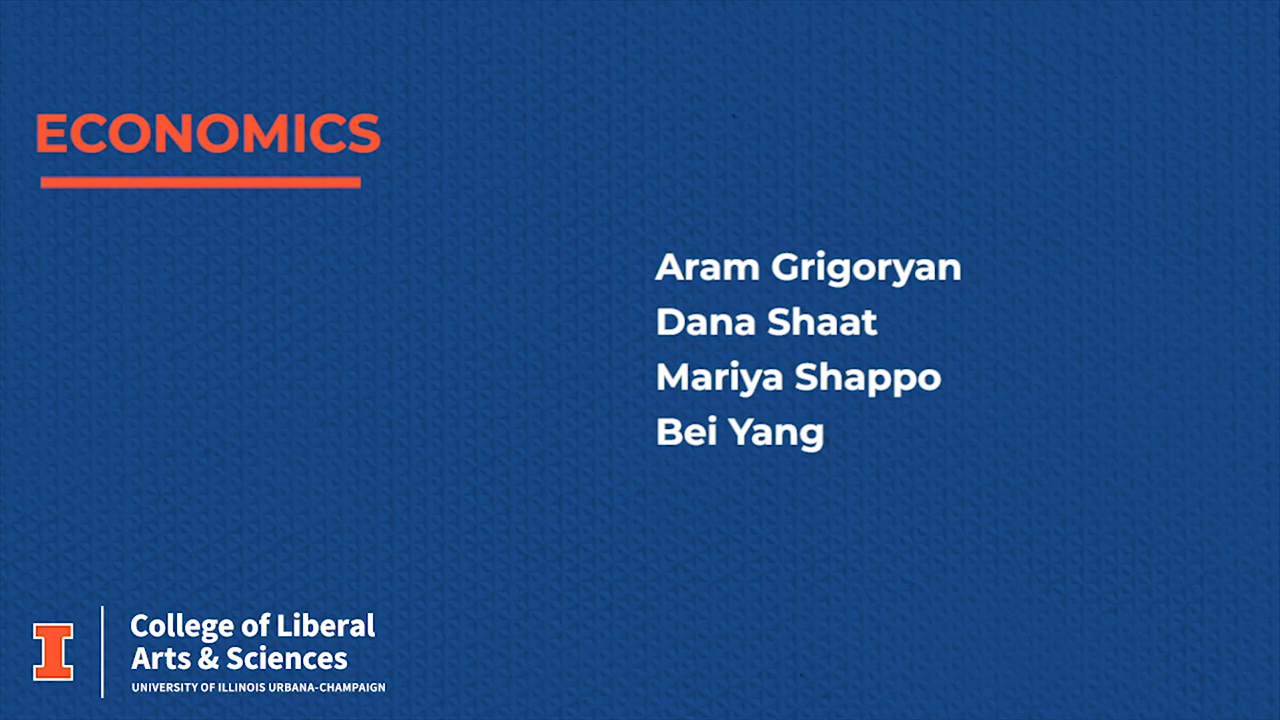 ECONOMICS
Aram Grigoryan
Dana Shaat
Mariya Shappo
Bei Yang
I
College of Liberal
Arts & Sciences
UNIVERSITY OF ILLINOIS URBANA-CHAMPAIGN